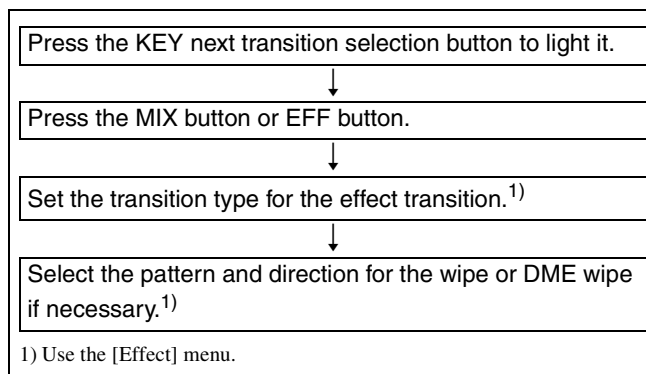 Press the KEY next transition selection button to light it.
Press the MIX button or EFF button.
Set the transition type for the effect transition.1)
Select the pattern and direction for the wipe or DME wipe
if necessary.1)
1) Use the [Effect] menu.